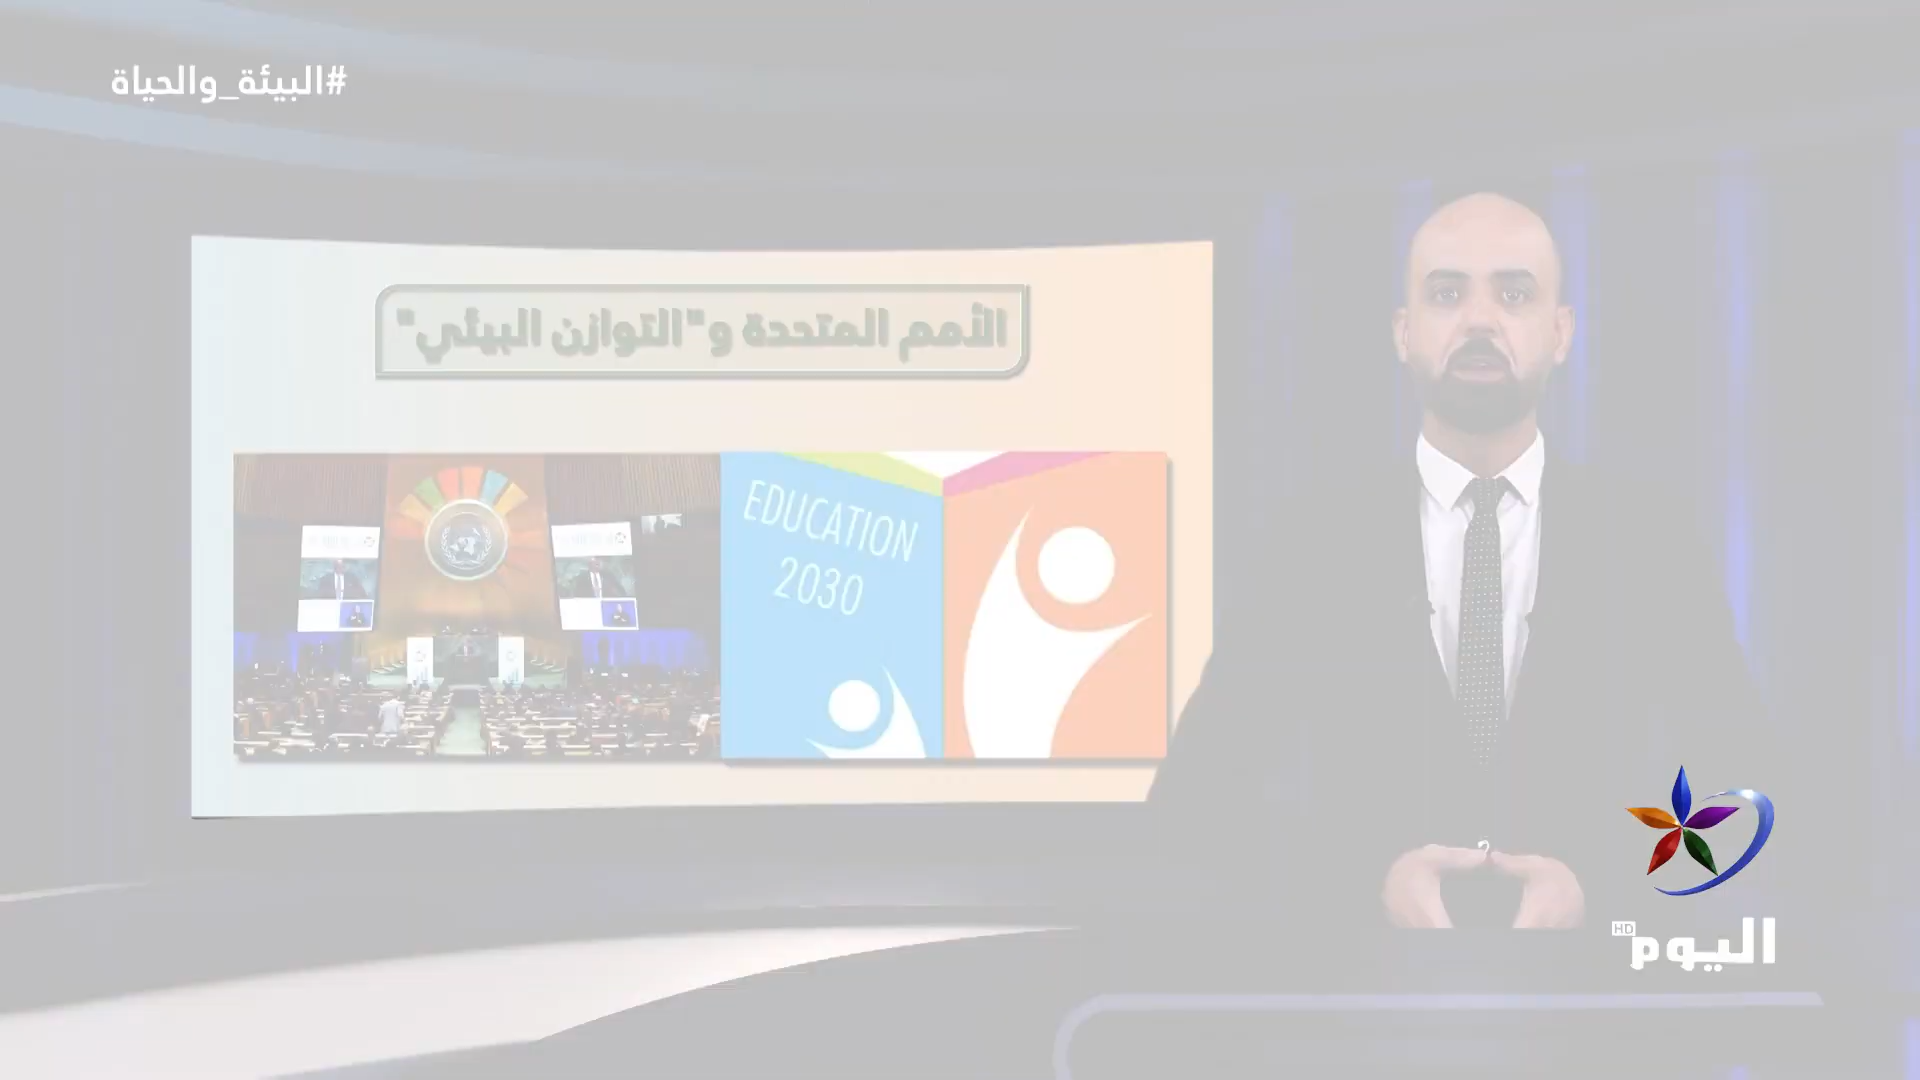 #البيئة_والحياة
الأمم المتحدة و"التوازن البيئي"
EDUCATION
2030
اليوم
HD